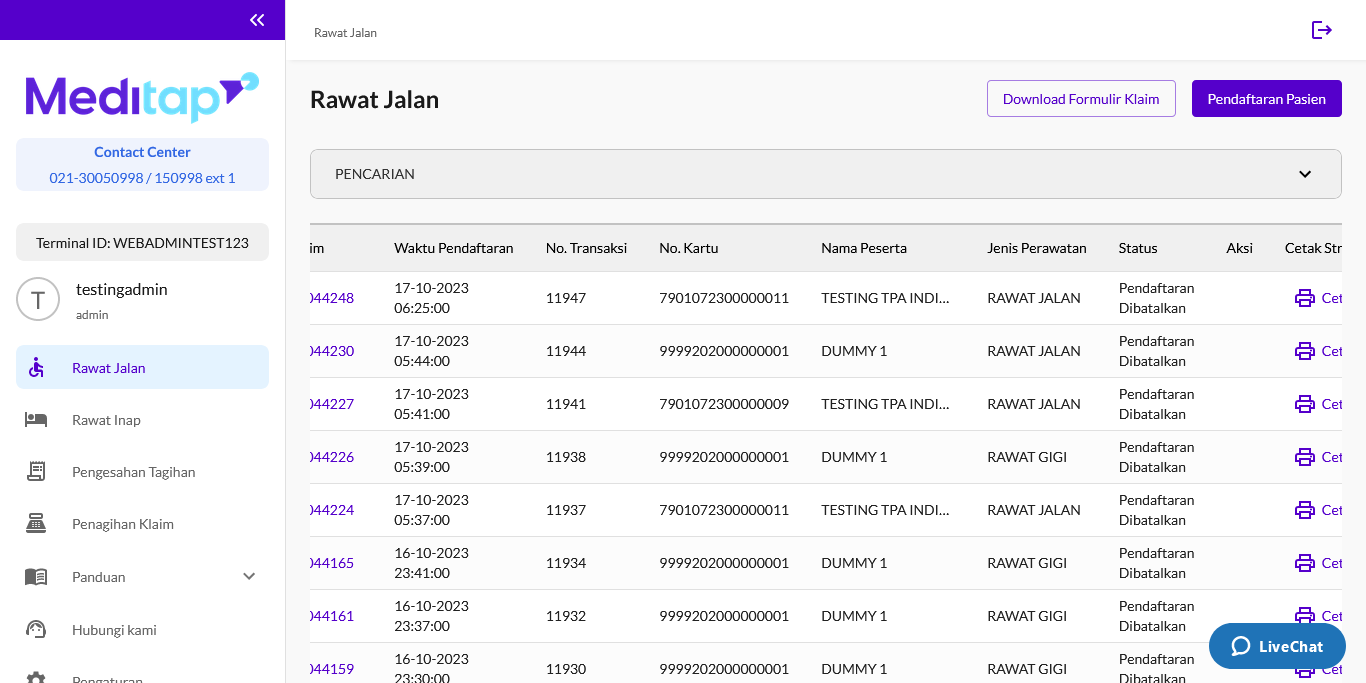 Rawat Jalan
Meditap
Contact Center
021-30050998 / 150998 ext 1
Terminal ID: WEBADMINTEST123
T
testingadmin
admin
Rawat Jalan
Rawat Inap
Pengesahan Tagihan
Penagihan Klaim
Panduan
Hubungi kami
Pengaturan
Rawat Jalan
Download Formulir Klaim
Pendaftaran Pasien
PENCARIAN
im Waktu Pendaftaran No. Transaksi No. Kartu Nama Peserta Jenis Perawatan Status Aksi Cetak Str
044248 17-10-2023 06:25:00 11947 7901072300000011 TESTING TPA INDI... RAWAT JALAN Pendaftaran Dibatalkan Cet
044230 17-10-2023 05:44:00 11944 9999202000000001 DUMMY 1 RAWAT JALAN Pendaftaran Dibatalkan Cet
044227 17-10-2023 05:41:00 11941 7901072300000009 TESTING TPA INDI... RAWAT JALAN Pendaftaran Dibatalkan Cet
044226 17-10-2023 05:39:00 11938 9999202000000001 DUMMY 1 RAWAT GIGI Pendaftaran Dibatalkan Cet
044224 17-10-2023 05:37:00 11937 7901072300000011 TESTING TPA INDI... RAWAT JALAN Pendaftaran Dibatalkan Cet
044165 16-10-2023 23:41:00 11934 9999202000000001 DUMMY 1 RAWAT GIGI Pendaftaran Dibatalkan Cet
044161 16-10-2023 23:37:00 11932 9999202000000001 DUMMY 1 RAWAT GIGI Pendaftaran Dibatalkan Cet
044159 16-10-2023 23:30:00 11930 9999202000000001 DUMMY 1 RAWAT GIGI Pendaftaran Dibatalkan Cet
LiveChat